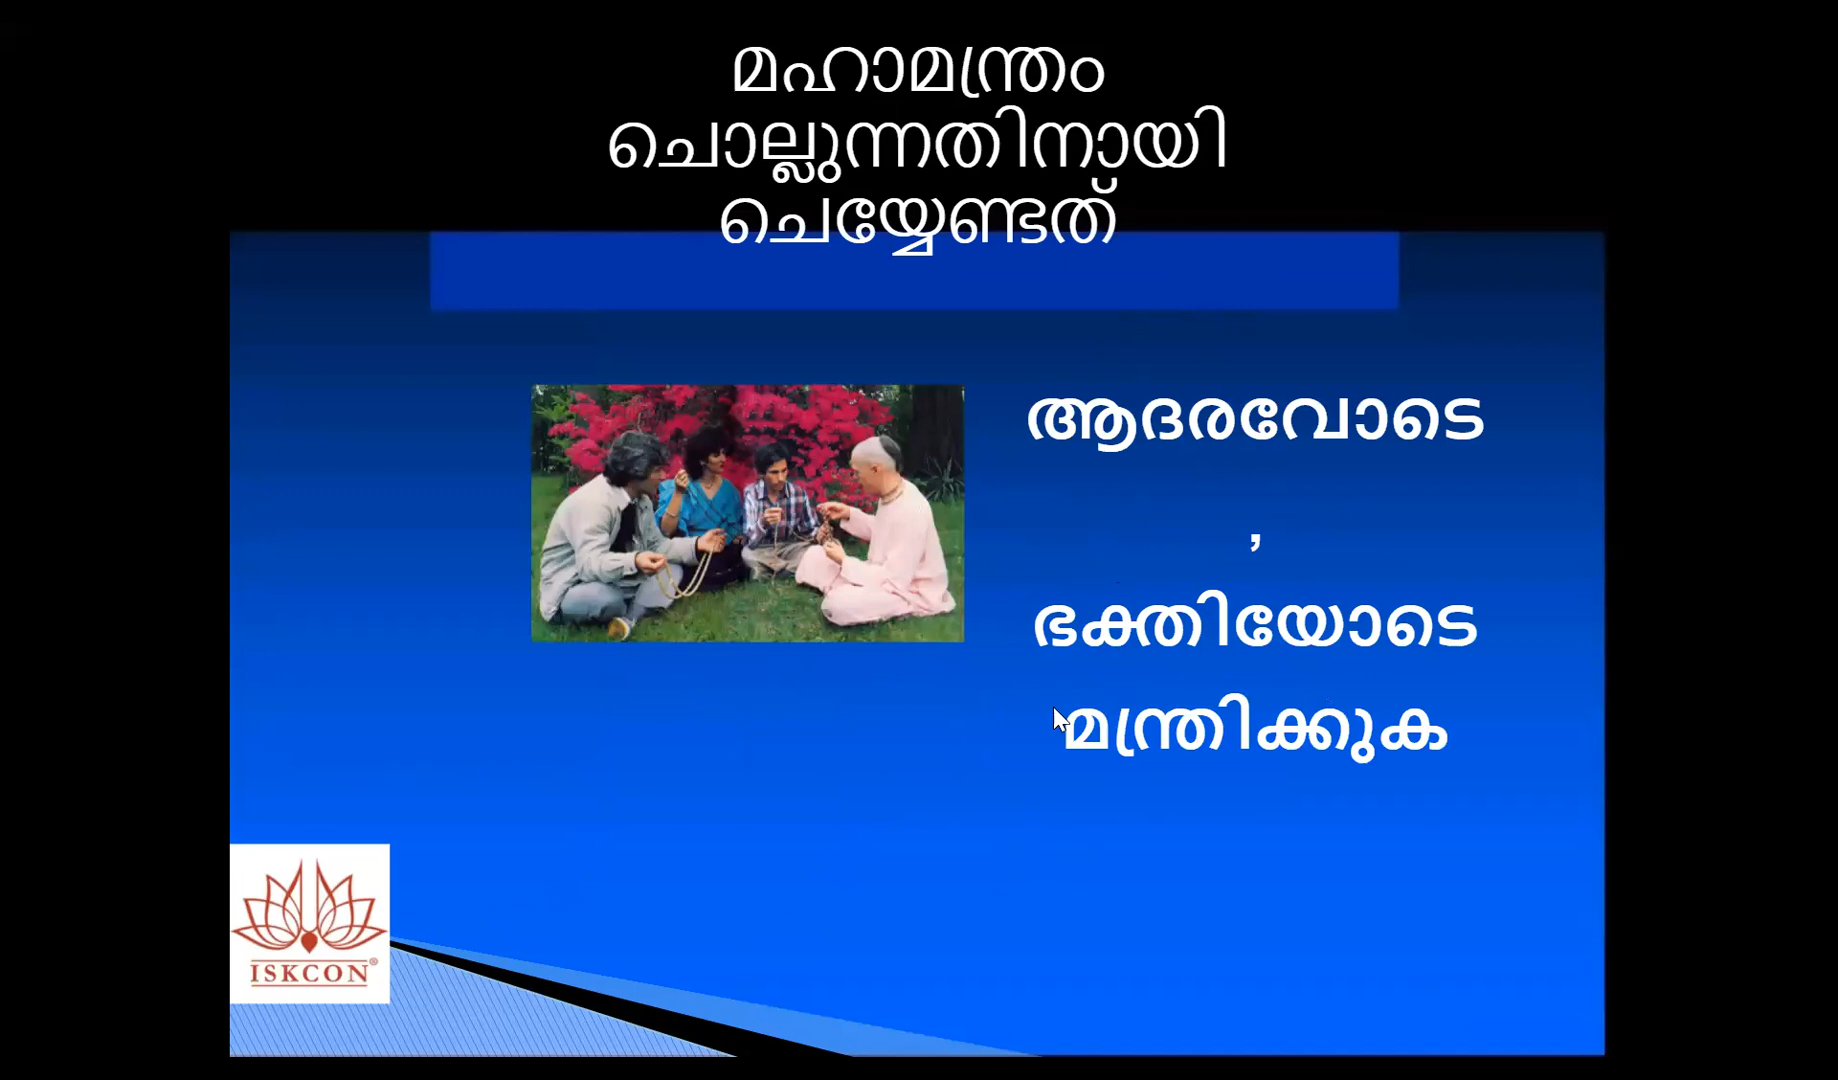 മഹാമന്ത്രം
ചൊല്ലുന്നതിനായി
ചെയ്യേണ്ടത്
ആദരവോടെ
,
ഭക്തിയോടെ
മന്ത്രിക്കുക
ISKCON®